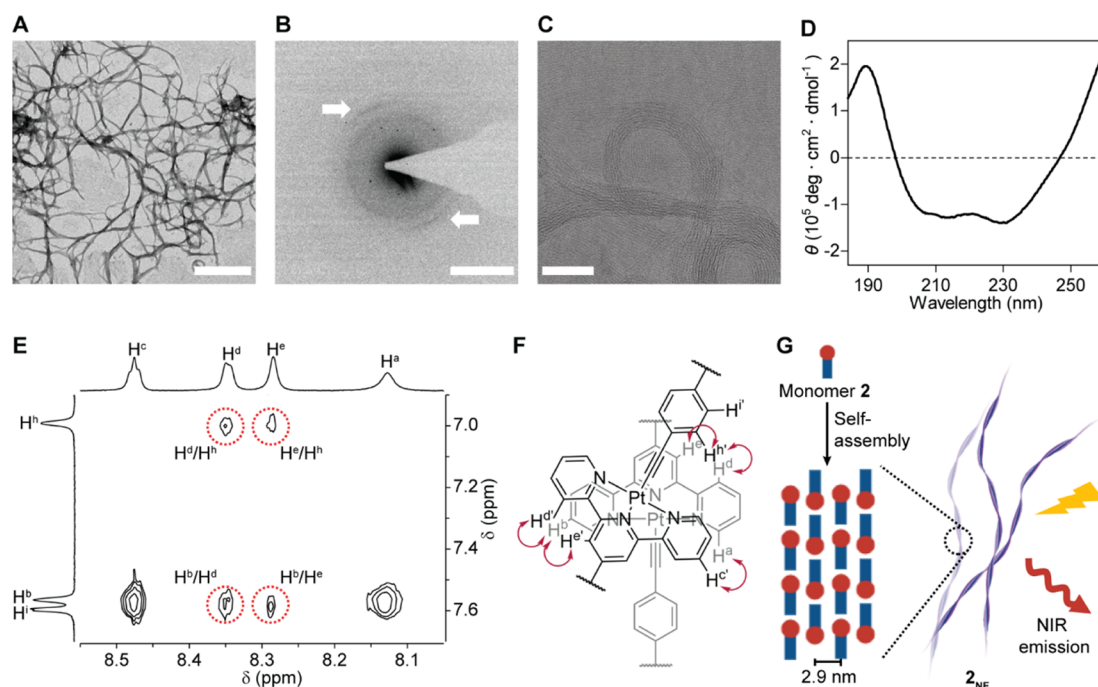 A
B
C
D
θ (10⁵ deg · cm² · dmol⁻¹)
2
1
0
-1
-2
190
210
230
250
Wavelength (nm)
E
Hᶜ
Hᵈ
Hᵉ
Hᵃ
Hʰ
Hᵈ/Hʰ
Hᵉ/Hʰ
Hᵇ/Hᵈ
Hᵇ/Hᵉ
Hᵇ
Hⁱ
7.0
7.2
7.4
7.6
δ (ppm)
8.5
8.4
8.3
8.2
8.1
δ (ppm)
F
Hⁱ'
Hᵉ
Hʰ'
Hᵈ
N
Pt
N
N
N
Pt
N
Hᵈ'
Hᵇ
Hᵉ'
Hᵃ
Hᶜ'
G
Monomer 2
Self-
assembly
2.9 nm
NIR
emission
2_NF